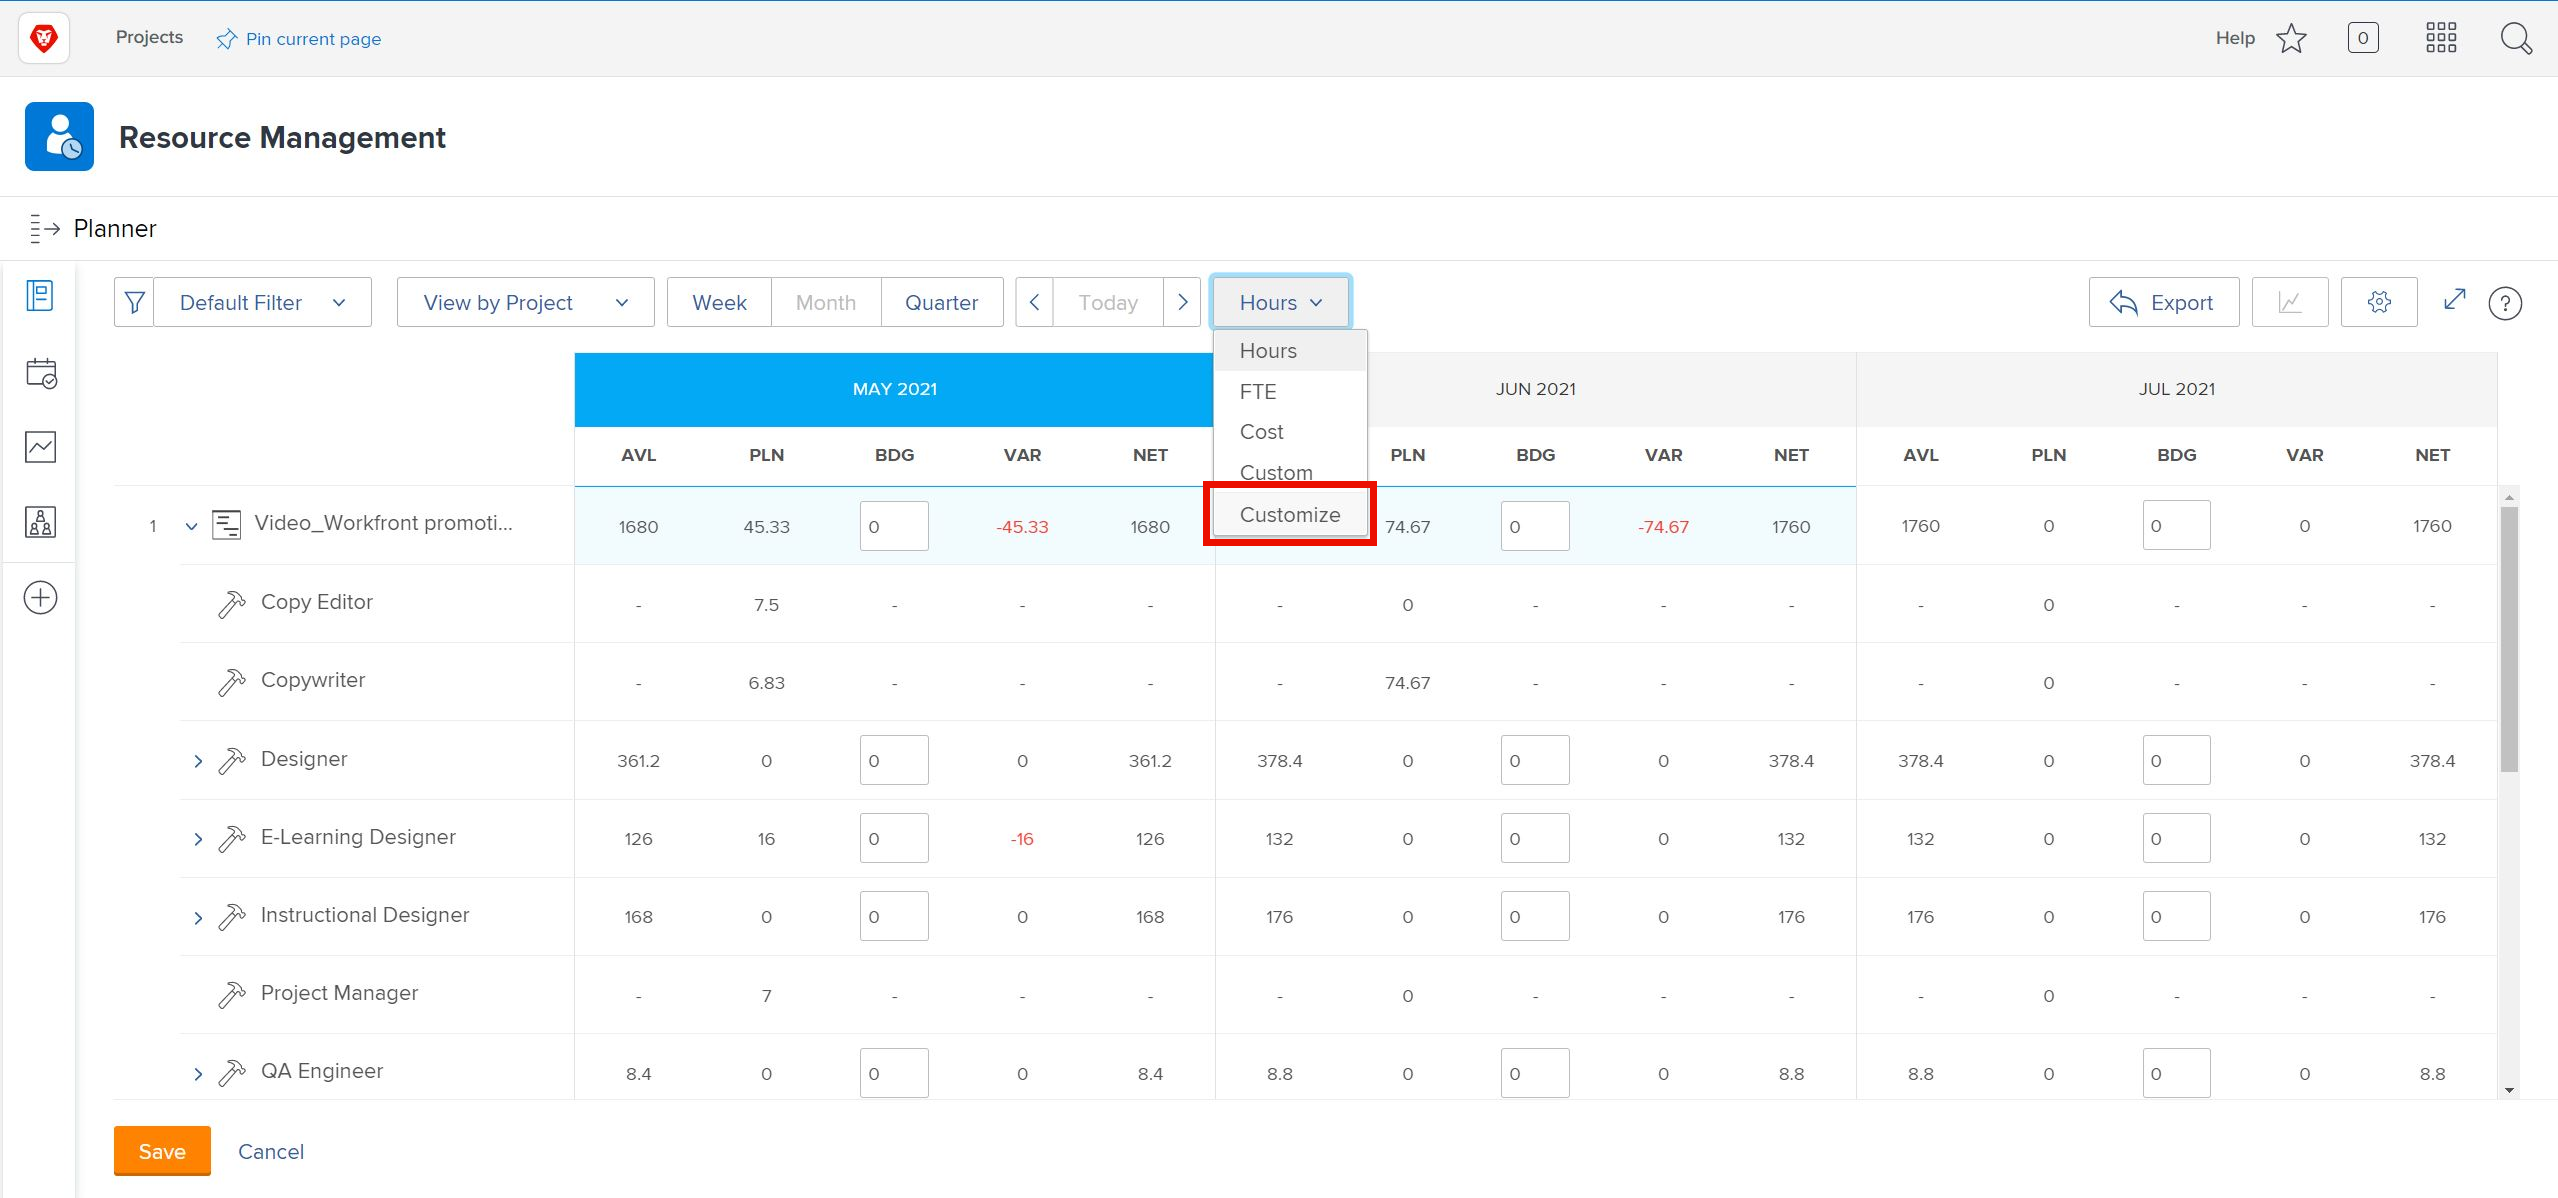 Projects Pin current page Help 0
Resource Management
Planner
Default Filter View by Project Week Month Quarter Today Hours Export ?
Hours
FTE
Cost
Custom
Customize
MAY 2021 JUN 2021 JUL 2021
AVL PLN BDG VAR NET PLN BDG VAR NET AVL PLN BDG VAR NET
1 Video_Workfront promoti... 1680 45.33 0 -45.33 1680 74.67 0 -74.67 1760 1760 0 0 0 1760
Copy Editor - 7.5 - - - - 0 - - - - 0 - - -
Copywriter - 6.83 - - - - 74.67 - - - - 0 - - -
Designer 361.2 0 0 0 361.2 378.4 0 0 0 378.4 378.4 0 0 0 378.4
E-Learning Designer 126 16 0 -16 126 132 0 0 0 132 132 0 0 0 132
Instructional Designer 168 0 0 0 168 176 0 0 0 176 176 0 0 0 176
Project Manager - 7 - - - - 0 - - - - 0 - - -
QA Engineer 8.4 0 0 0 8.4 8.8 0 0 0 8.8 8.8 0 0 0 8.8
Save Cancel